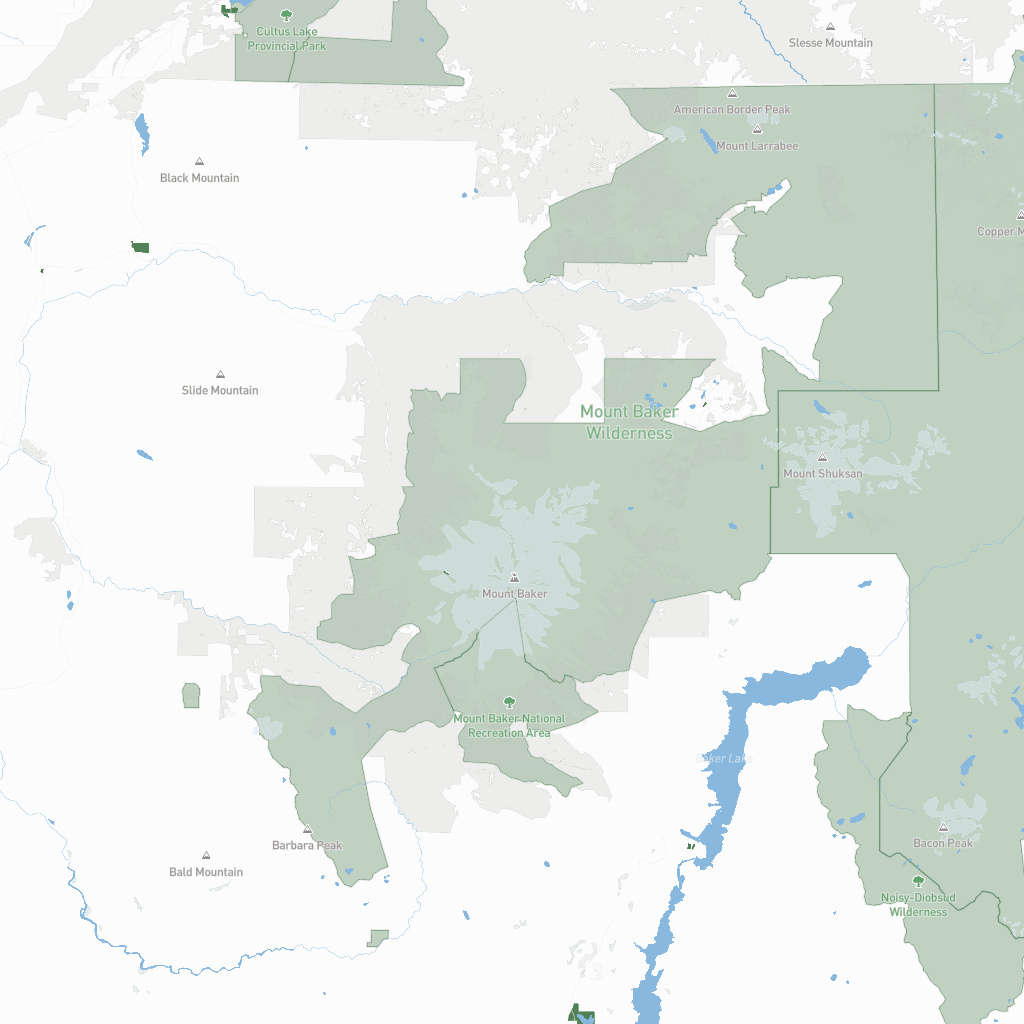 Cultus Lake
Provincial Park
Slesse Mountain
American Border Peak
Mount Larrabee
Black Mountain
Slide Mountain
Mount Baker
Wilderness
Mount Shuksan
Mount Baker
Mount Baker National
Recreation Area
Baker Lake
Barbara Peak
Bald Mountain
Bacon Peak
Noisy-Diobsud
Wilderness
Copper M